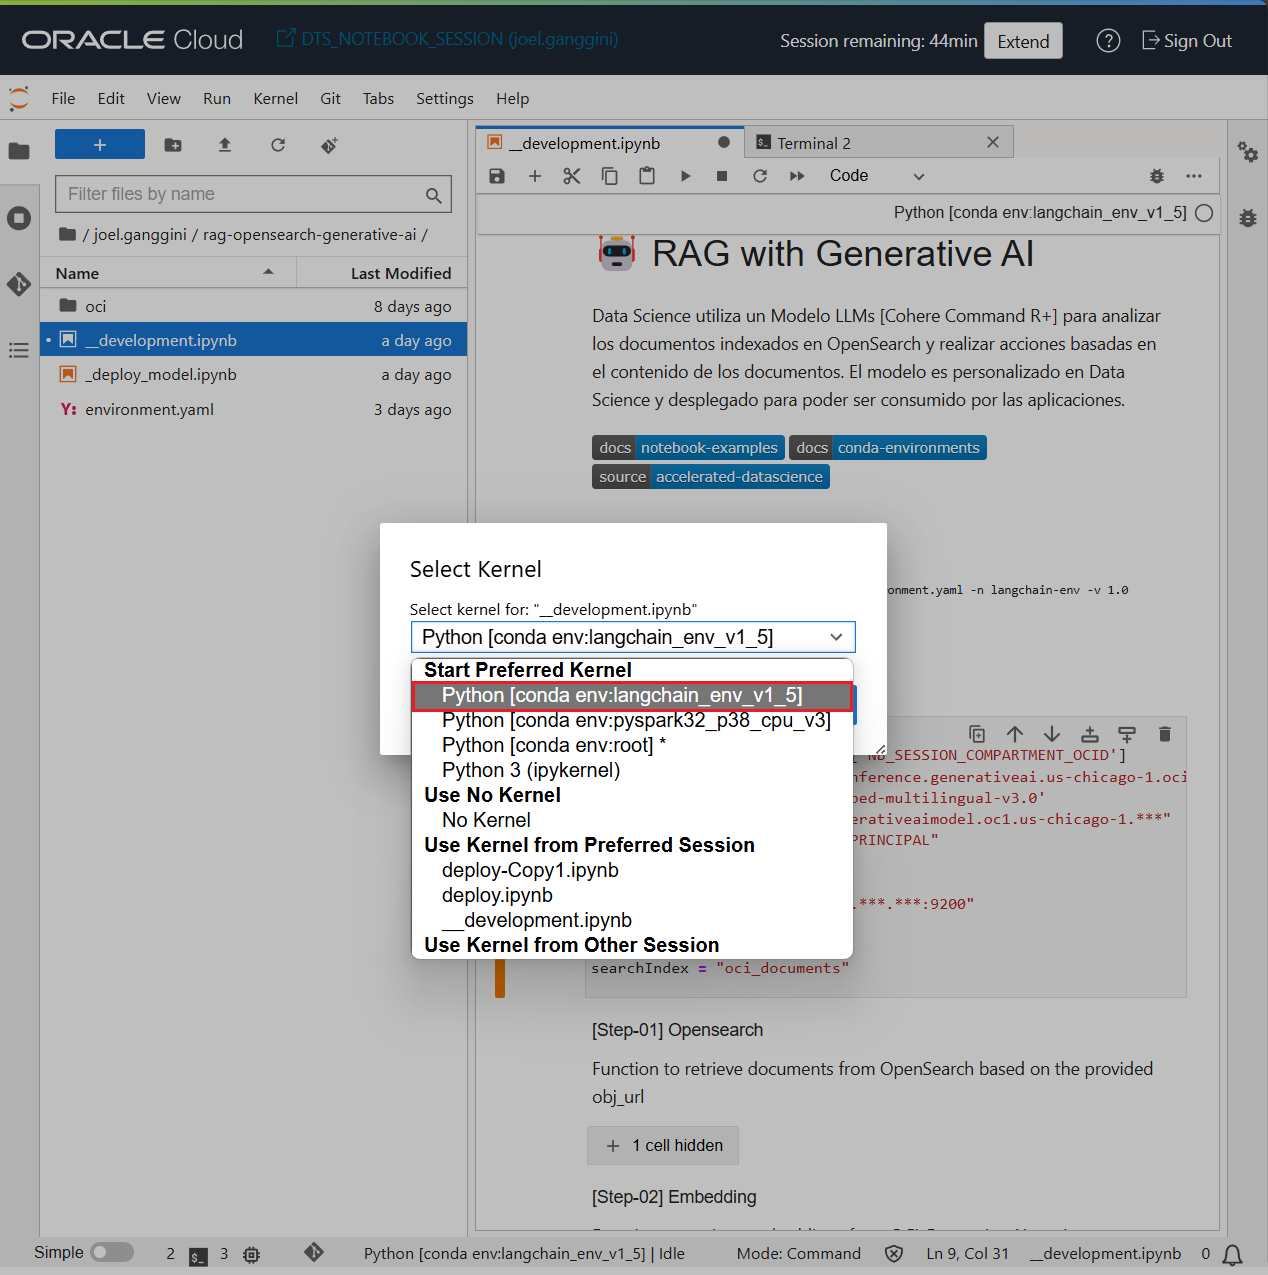 ORACLE Cloud
DTS_NOTEBOOK_SESSION (joel.ganggini)
Session remaining: 44min
Extend
?
Sign Out
File Edit View Run Kernel Git Tabs Settings Help
+
Filter files by name
/ joel.ganggini / rag-opensearch-generative-ai /
Name Last Modified
oci 8 days ago
__development.ipynb a day ago
_deploy_model.ipynb a day ago
Y: environment.yaml 3 days ago
__development.ipynb
Terminal 2
Code
Python [conda env:langchain_env_v1_5]
RAG with Generative AI
Data Science utiliza un Modelo LLMs [Cohere Command R+] para analizar
los documentos indexados en OpenSearch y realizar acciones basadas en
el contenido de los documentos. El modelo es personalizado en Data
Science y desplegado para poder ser consumido por las aplicaciones.
docs notebook-examples docs conda-environments
source accelerated-datascience
Select Kernel
Select kernel for: "__development.ipynb"
Python [conda env:langchain_env_v1_5]
Start Preferred Kernel
Python [conda env:langchain_env_v1_5]
Python [conda env:pyspark32_p38_cpu_v3]
Python [conda env:root] *
Python 3 (ipykernel)
Use No Kernel
No Kernel
Use Kernel from Preferred Session
deploy-Copy1.ipynb
deploy.ipynb
__development.ipynb
Use Kernel from Other Session
onment.yaml -n langchain-env -v 1.0
NB_SESSION_COMPARTMENT_OCID']
nference.generativeai.us-chicago-1.oci
bed-multilingual-v3.0'
erativeaimodel.oc1.us-chicago-1.***"
PRINCIPAL"
.***.***:9200"
searchIndex = "oci_documents"
[Step-01] Opensearch
Function to retrieve documents from OpenSearch based on the provided
obj_url
+ 1 cell hidden
[Step-02] Embedding
Simple 2 3 Python [conda env:langchain_env_v1_5] | Idle Mode: Command Ln 9, Col 31 __development.ipynb 0